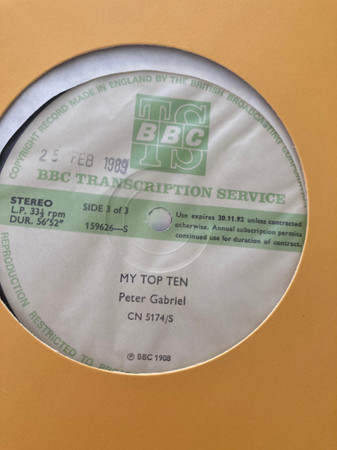 COPYRIGHT RECORD MADE IN ENGLAND BY THE BRITISH BROADCASTING
TS
BBC
25 FEB 1989
BBC TRANSCRIPTION SERVICE
STEREO
L.P. 33⅓ rpm
DUR. 56'52"
SIDE 3 of 3
159626—S
Use expires 30.11.92 unless contracted
otherwise. Annual subscription permits
continued use for duration of contract.
MY TOP TEN
Peter Gabriel
CN 5174/S
℗ BBC 1988
REPRODUCTION RESTRICTED TO